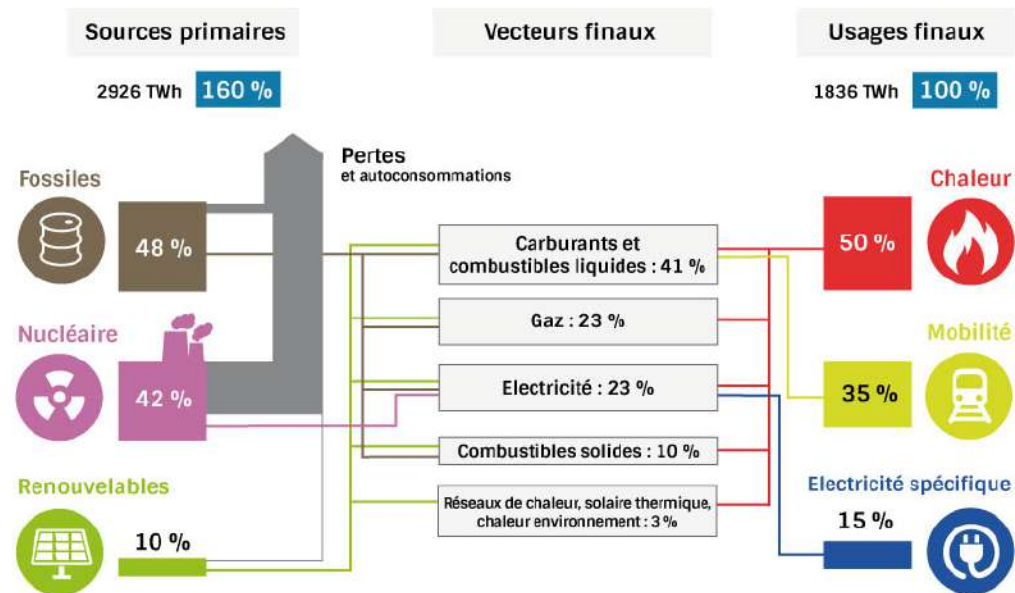 Sources primaires
Vecteurs finaux
Usages finaux
2926 TWh 160 %
1836 TWh 100 %
Pertes
et autoconsommations
Fossiles
48 %
Nucléaire
42 %
Renouvelables
10 %
Carburants et
combustibles liquides : 41 %
Gaz : 23 %
Electricité : 23 %
Combustibles solides : 10 %
Réseaux de chaleur, solaire thermique,
chaleur environnement : 3 %
Chaleur
50 %
Mobilité
35 %
Electricité spécifique
15 %